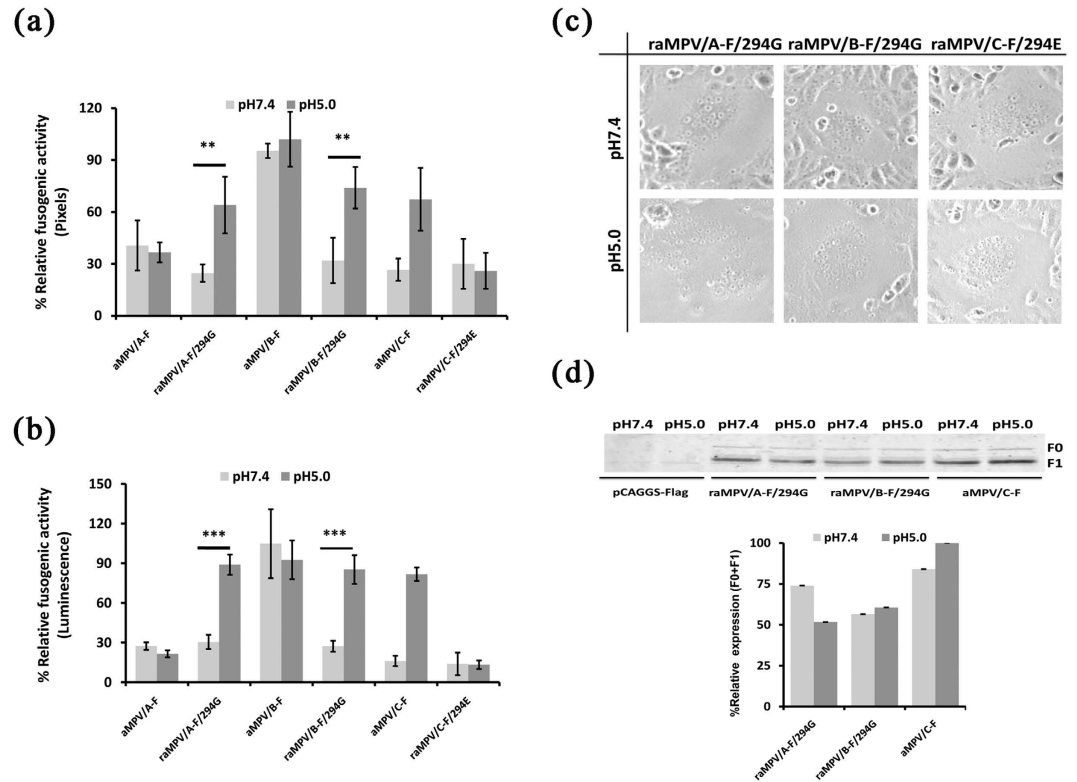 (a)
pH7.4 pH5.0
120
90
60
30
0
% Relative fusogenic activity
(Pixels)
** **
aMPV/A-F
raMPV/A-F/294G
aMPV/B-F
raMPV/B-F/294G
aMPV/C-F
raMPV/C-F/294E
(b)
pH7.4 pH5.0
150
120
90
60
30
0
% Relative fusogenic activity
(Luminescence)
*** ***
aMPV/A-F
raMPV/A-F/294G
aMPV/B-F
raMPV/B-F/294G
aMPV/C-F
raMPV/C-F/294E
(c)
raMPV/A-F/294G raMPV/B-F/294G raMPV/C-F/294E
pH7.4
pH5.0
(d)
pH7.4 pH5.0 pH7.4 pH5.0 pH7.4 pH5.0 pH7.4 pH5.0
F0
F1
pCAGGS-Flag raMPV/A-F/294G raMPV/B-F/294G aMPV/C-F
pH7.4 pH5.0
100
75
50
25
0
%Relative expression (F0+F1)
raMPV/A-F/294G
raMPV/B-F/294G
aMPV/C-F